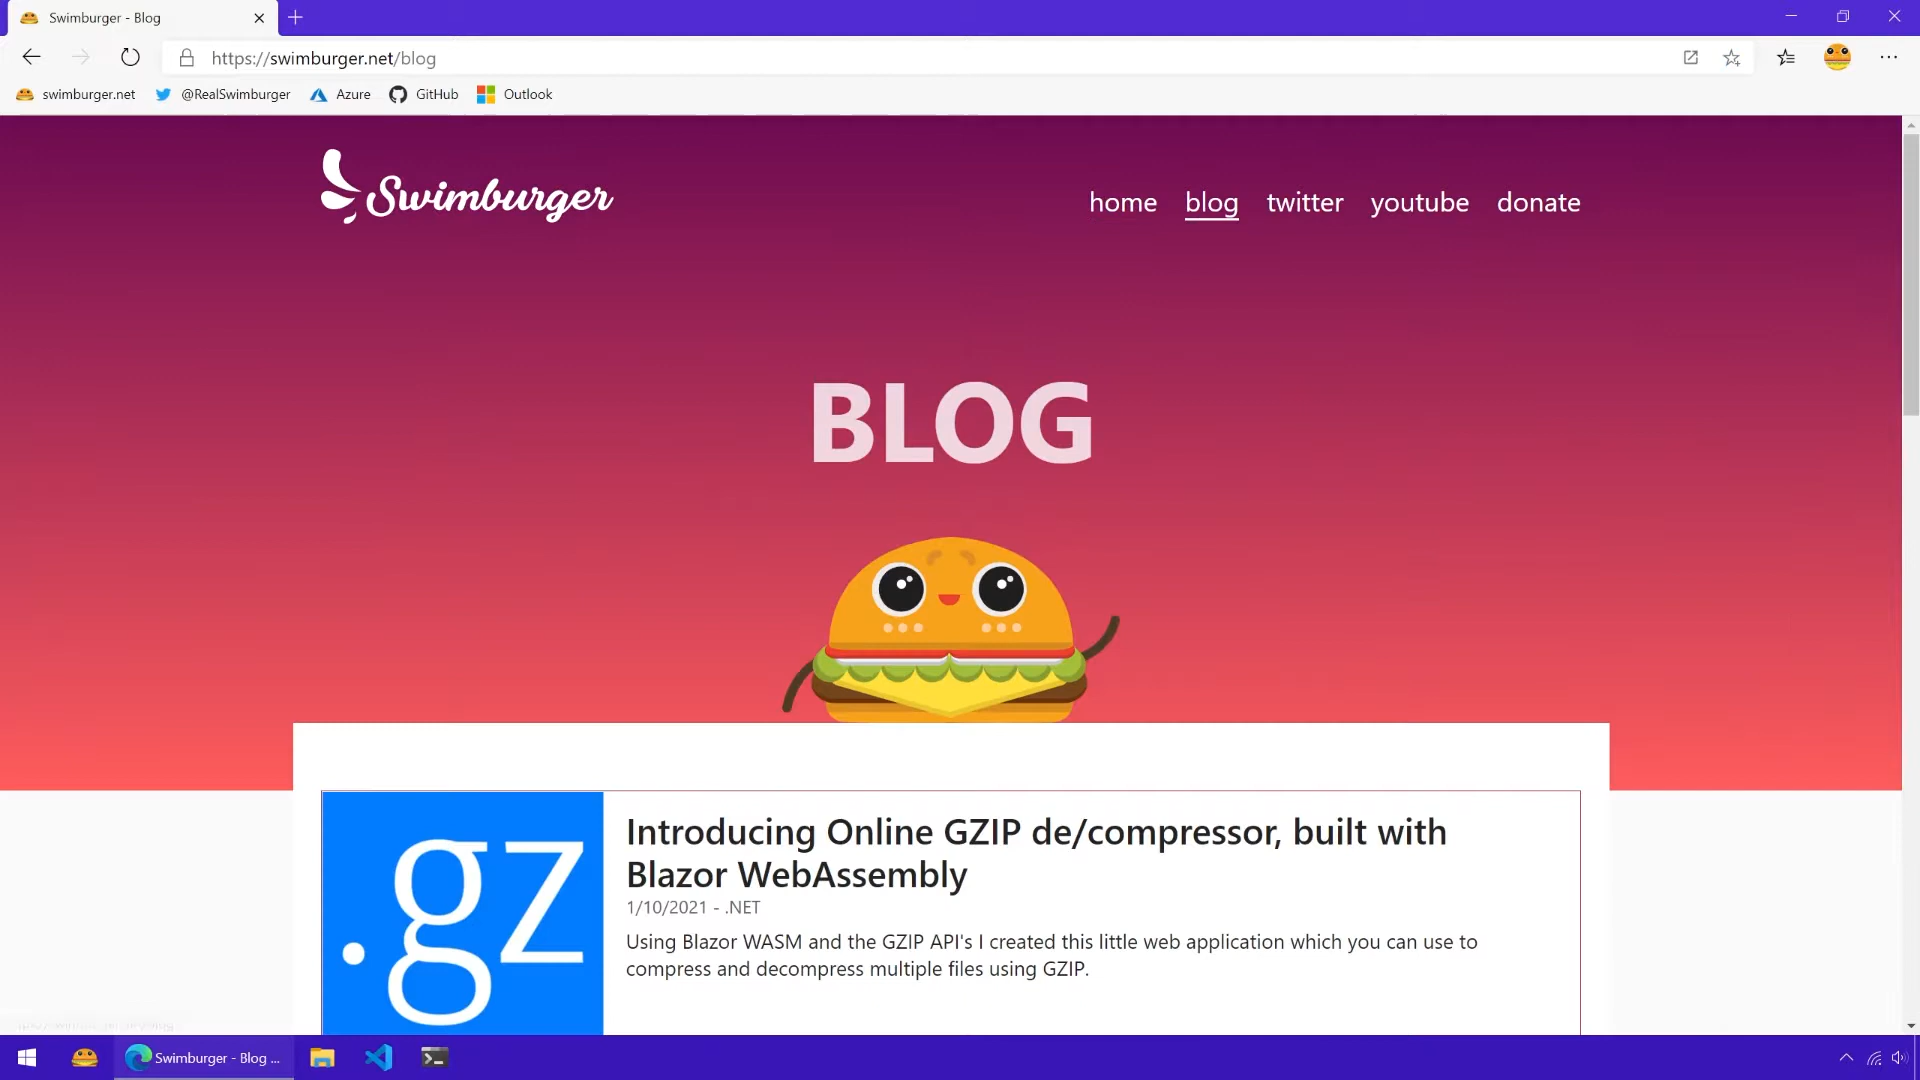 Swimburger - Blog
https://swimburger.net/blog
swimburger.net @RealSwimburger Azure GitHub Outlook
Swimburger
home blog twitter youtube donate
BLOG
.gz
Introducing Online GZIP de/compressor, built with
Blazor WebAssembly
1/10/2021 - .NET
Using Blazor WASM and the GZIP API's I created this little web application which you can use to
compress and decompress multiple files using GZIP.
Swimburger - Blog ...